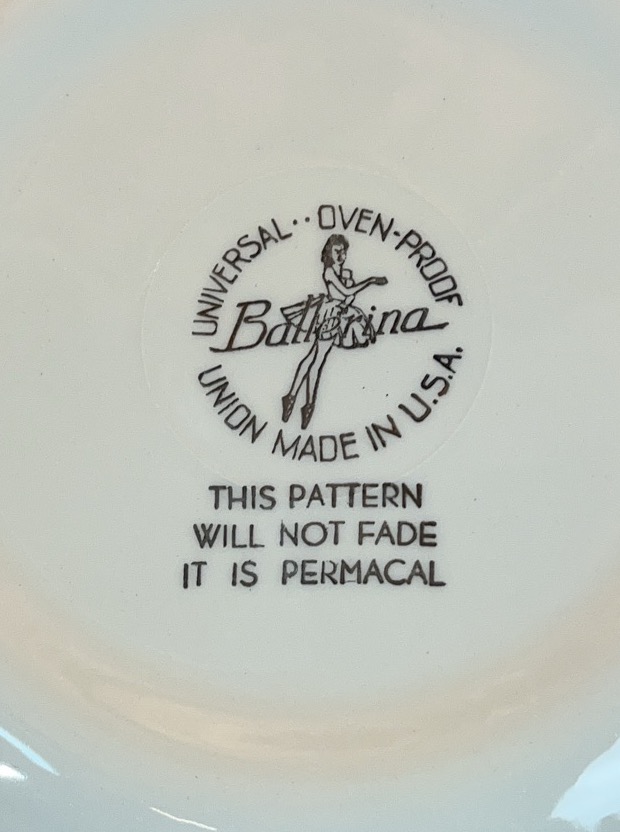 UNIVERSAL·· OVEN-PROOF
Ballerina
UNION MADE IN U.S.A.
THIS PATTERN
WILL NOT FADE
IT IS PERMACAL